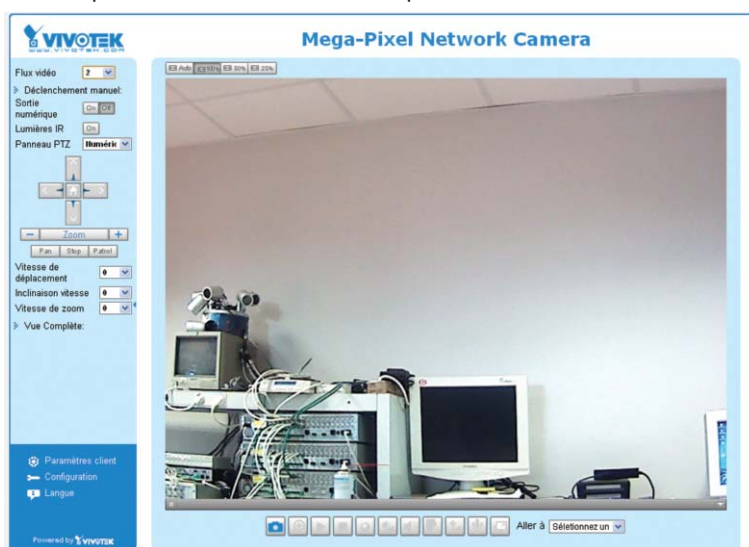 VIVOTEK
WWW.VIVOTEK.COM
Mega-Pixel Network Camera
Flux vidéo 2
Déclenchement manuel:
Sortie numérique On Off
Lumières IR On
Panneau PTZ Numéric
Zoom
Pan Stop Patrol
Vitesse de déplacement 0
Inclinaison vitesse 0
Vitesse de zoom 0
Vue Complète:
Paramètres client
Configuration
Langue
Powered by VIVOTEK
Auto 100% 50% 25%
Aller à Séletionnez un